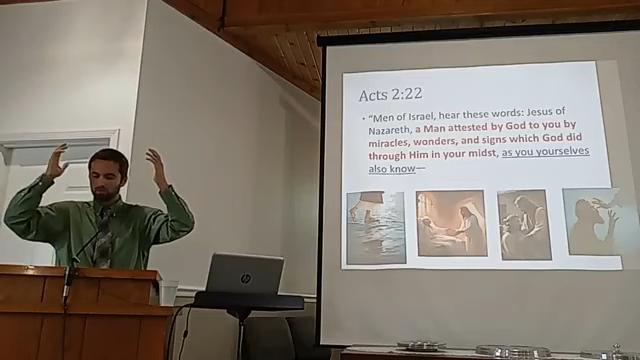 Acts 2:22
• “Men of Israel, hear these words: Jesus of
Nazareth, a Man attested by God to you by
miracles, wonders, and signs which God did
through Him in your midst, as you yourselves
also know—
hp